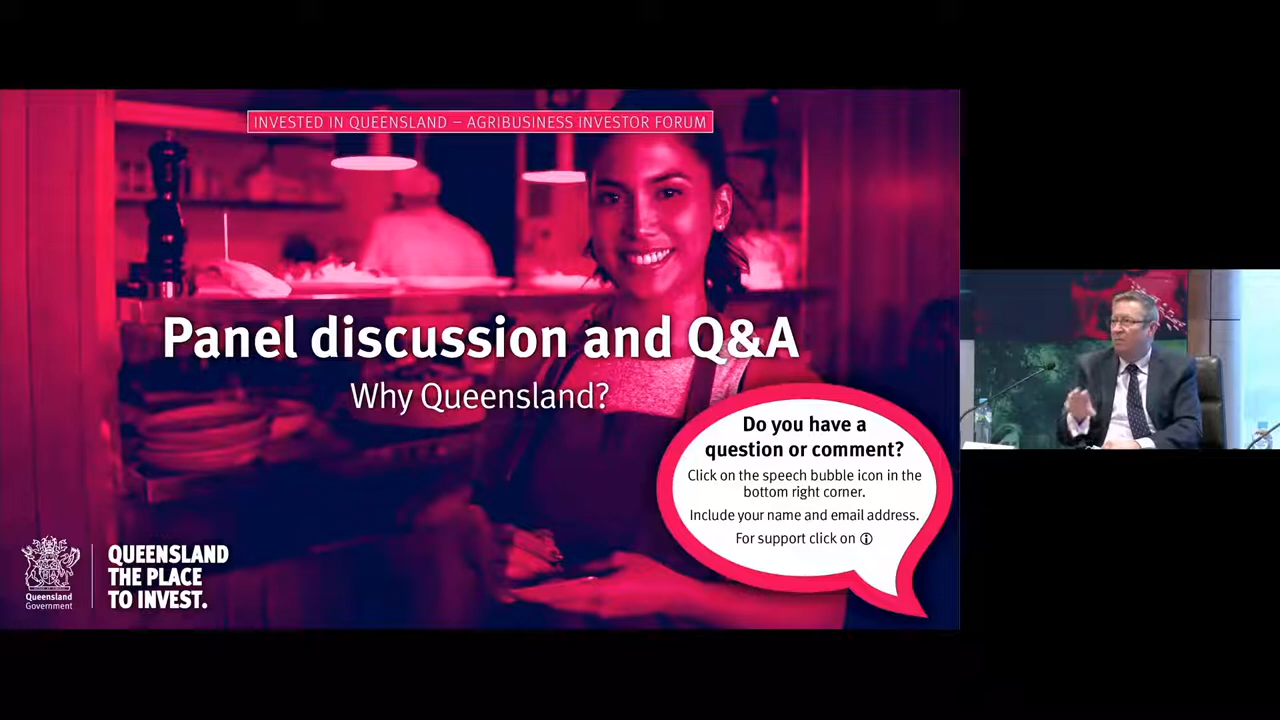 INVESTED IN QUEENSLAND – AGRIBUSINESS INVESTOR FORUM
Panel discussion and Q&A
Why Queensland?
Do you have a
question or comment?
Click on the speech bubble icon in the
bottom right corner.
Include your name and email address.
For support click on ⓘ
Queensland
Government
QUEENSLAND
THE PLACE
TO INVEST.